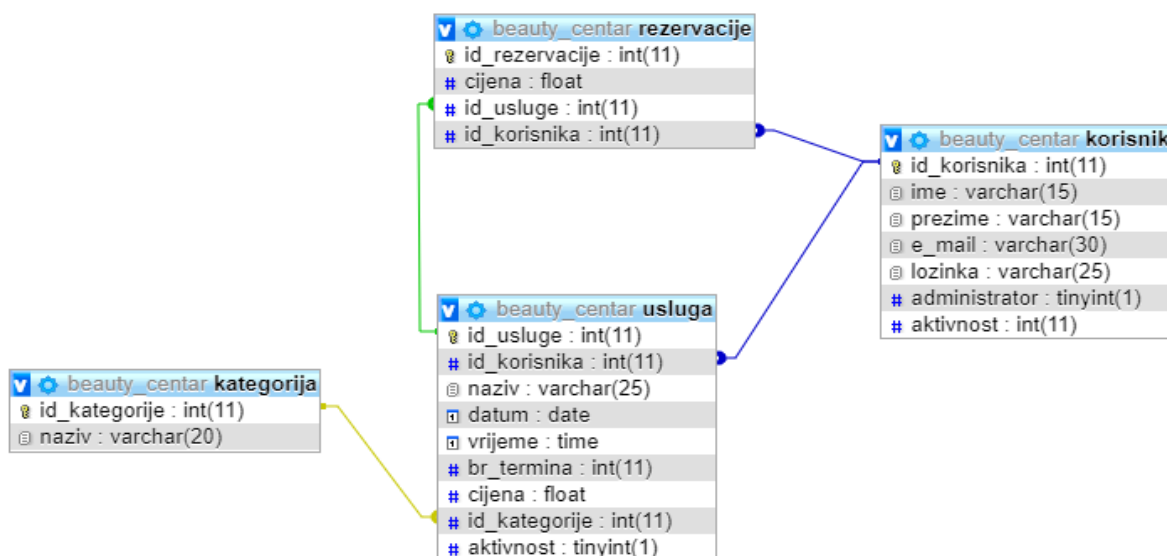 beauty_centar rezervacije
id_rezervacije : int(11)
# cijena : float
# id_usluge : int(11)
# id_korisnika : int(11)
beauty_centar korisnik
id_korisnika : int(11)
ime : varchar(15)
prezime : varchar(15)
e_mail : varchar(30)
lozinka : varchar(25)
# administrator : tinyint(1)
# aktivnost : int(11)
beauty_centar usluga
id_usluge : int(11)
# id_korisnika : int(11)
naziv : varchar(25)
datum : date
vrijeme : time
# br_termina : int(11)
# cijena : float
# id_kategorije : int(11)
# aktivnost : tinyint(1)
beauty_centar kategorija
id_kategorije : int(11)
naziv : varchar(20)